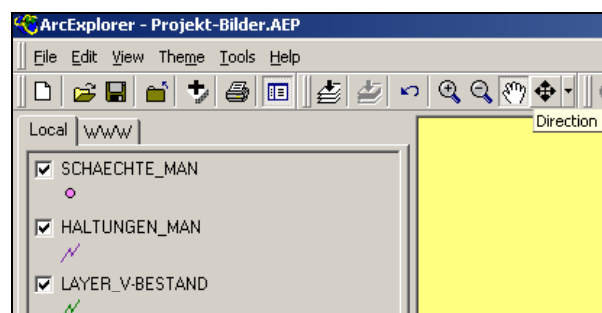 ArcExplorer - Projekt-Bilder.AEP
File Edit View Theme Tools Help
Direction
Local WWW
SCHAECHTE_MAN
HALTUNGEN_MAN
LAYER_V-BESTAND